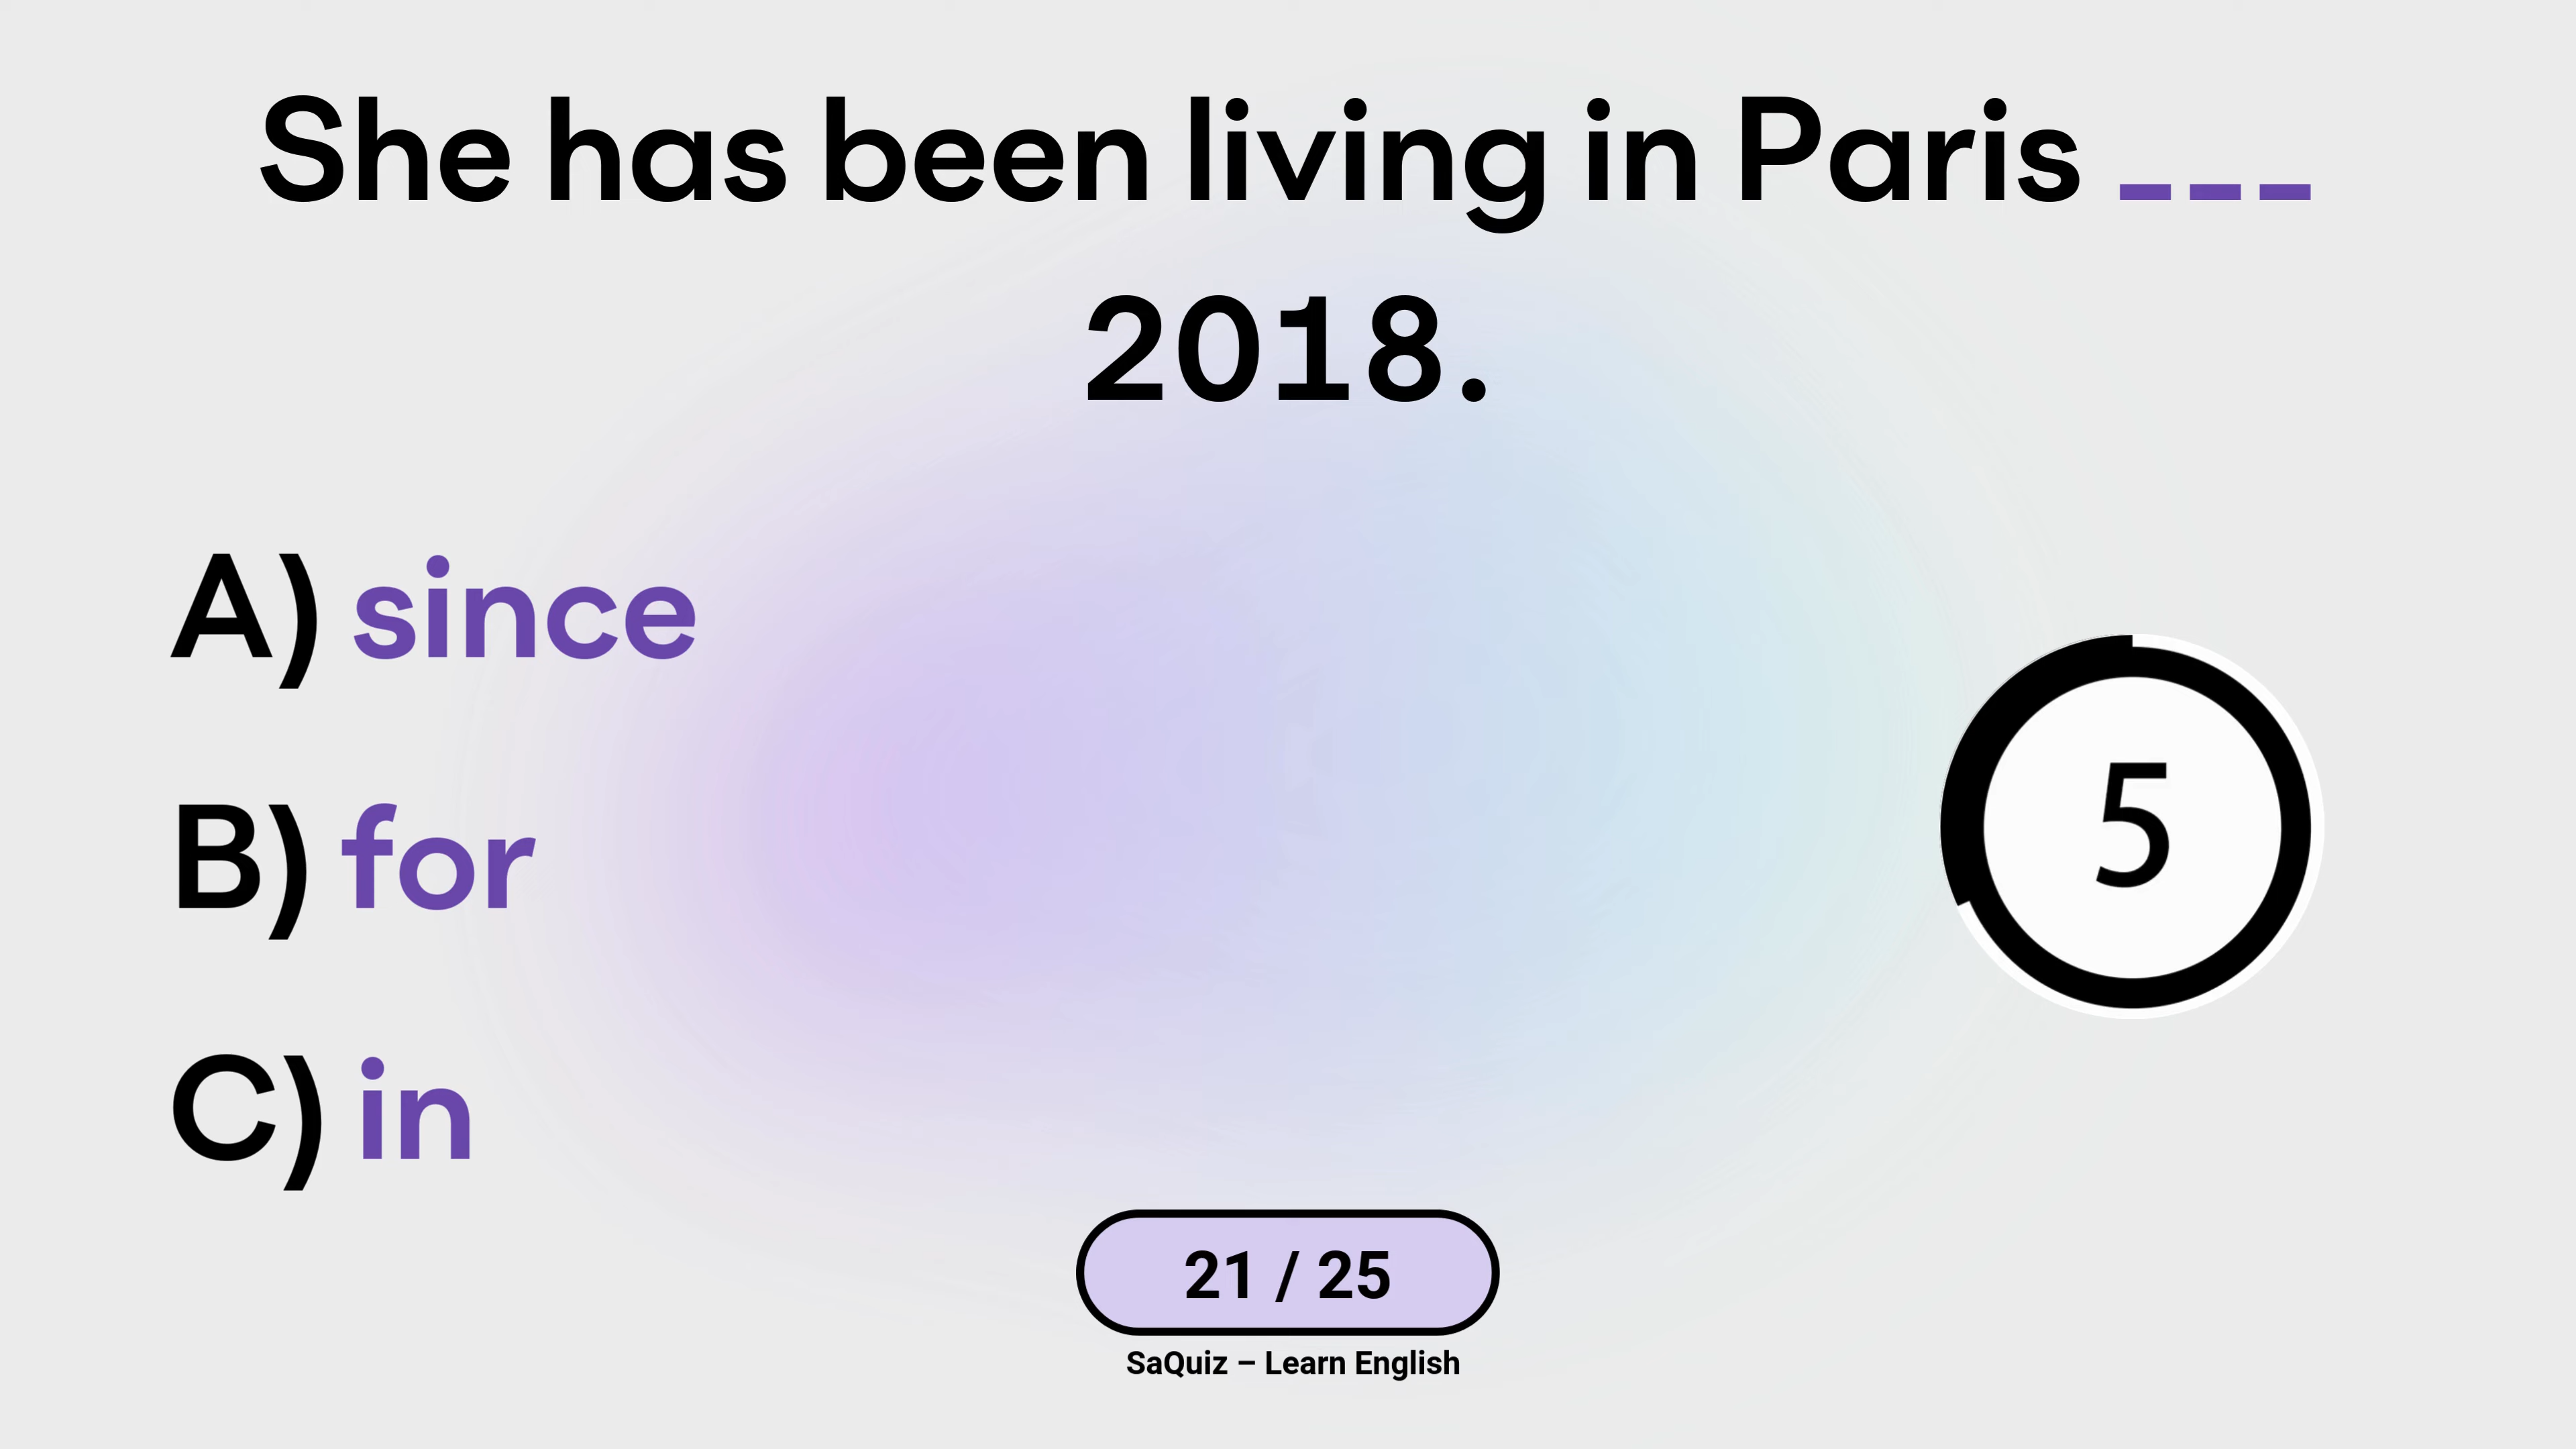 She has been living in Paris ___
2018.
A) since
B) for
C) in
5
21 / 25
SaQuiz – Learn English